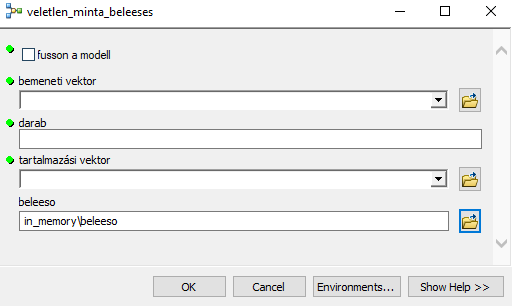 veletlen_minta_beleeses
fusson a modell
bemeneti vektor
darab
tartalmazási vektor
beleeso
in_memory\beleeso
OK
Cancel
Environments...
Show Help >>